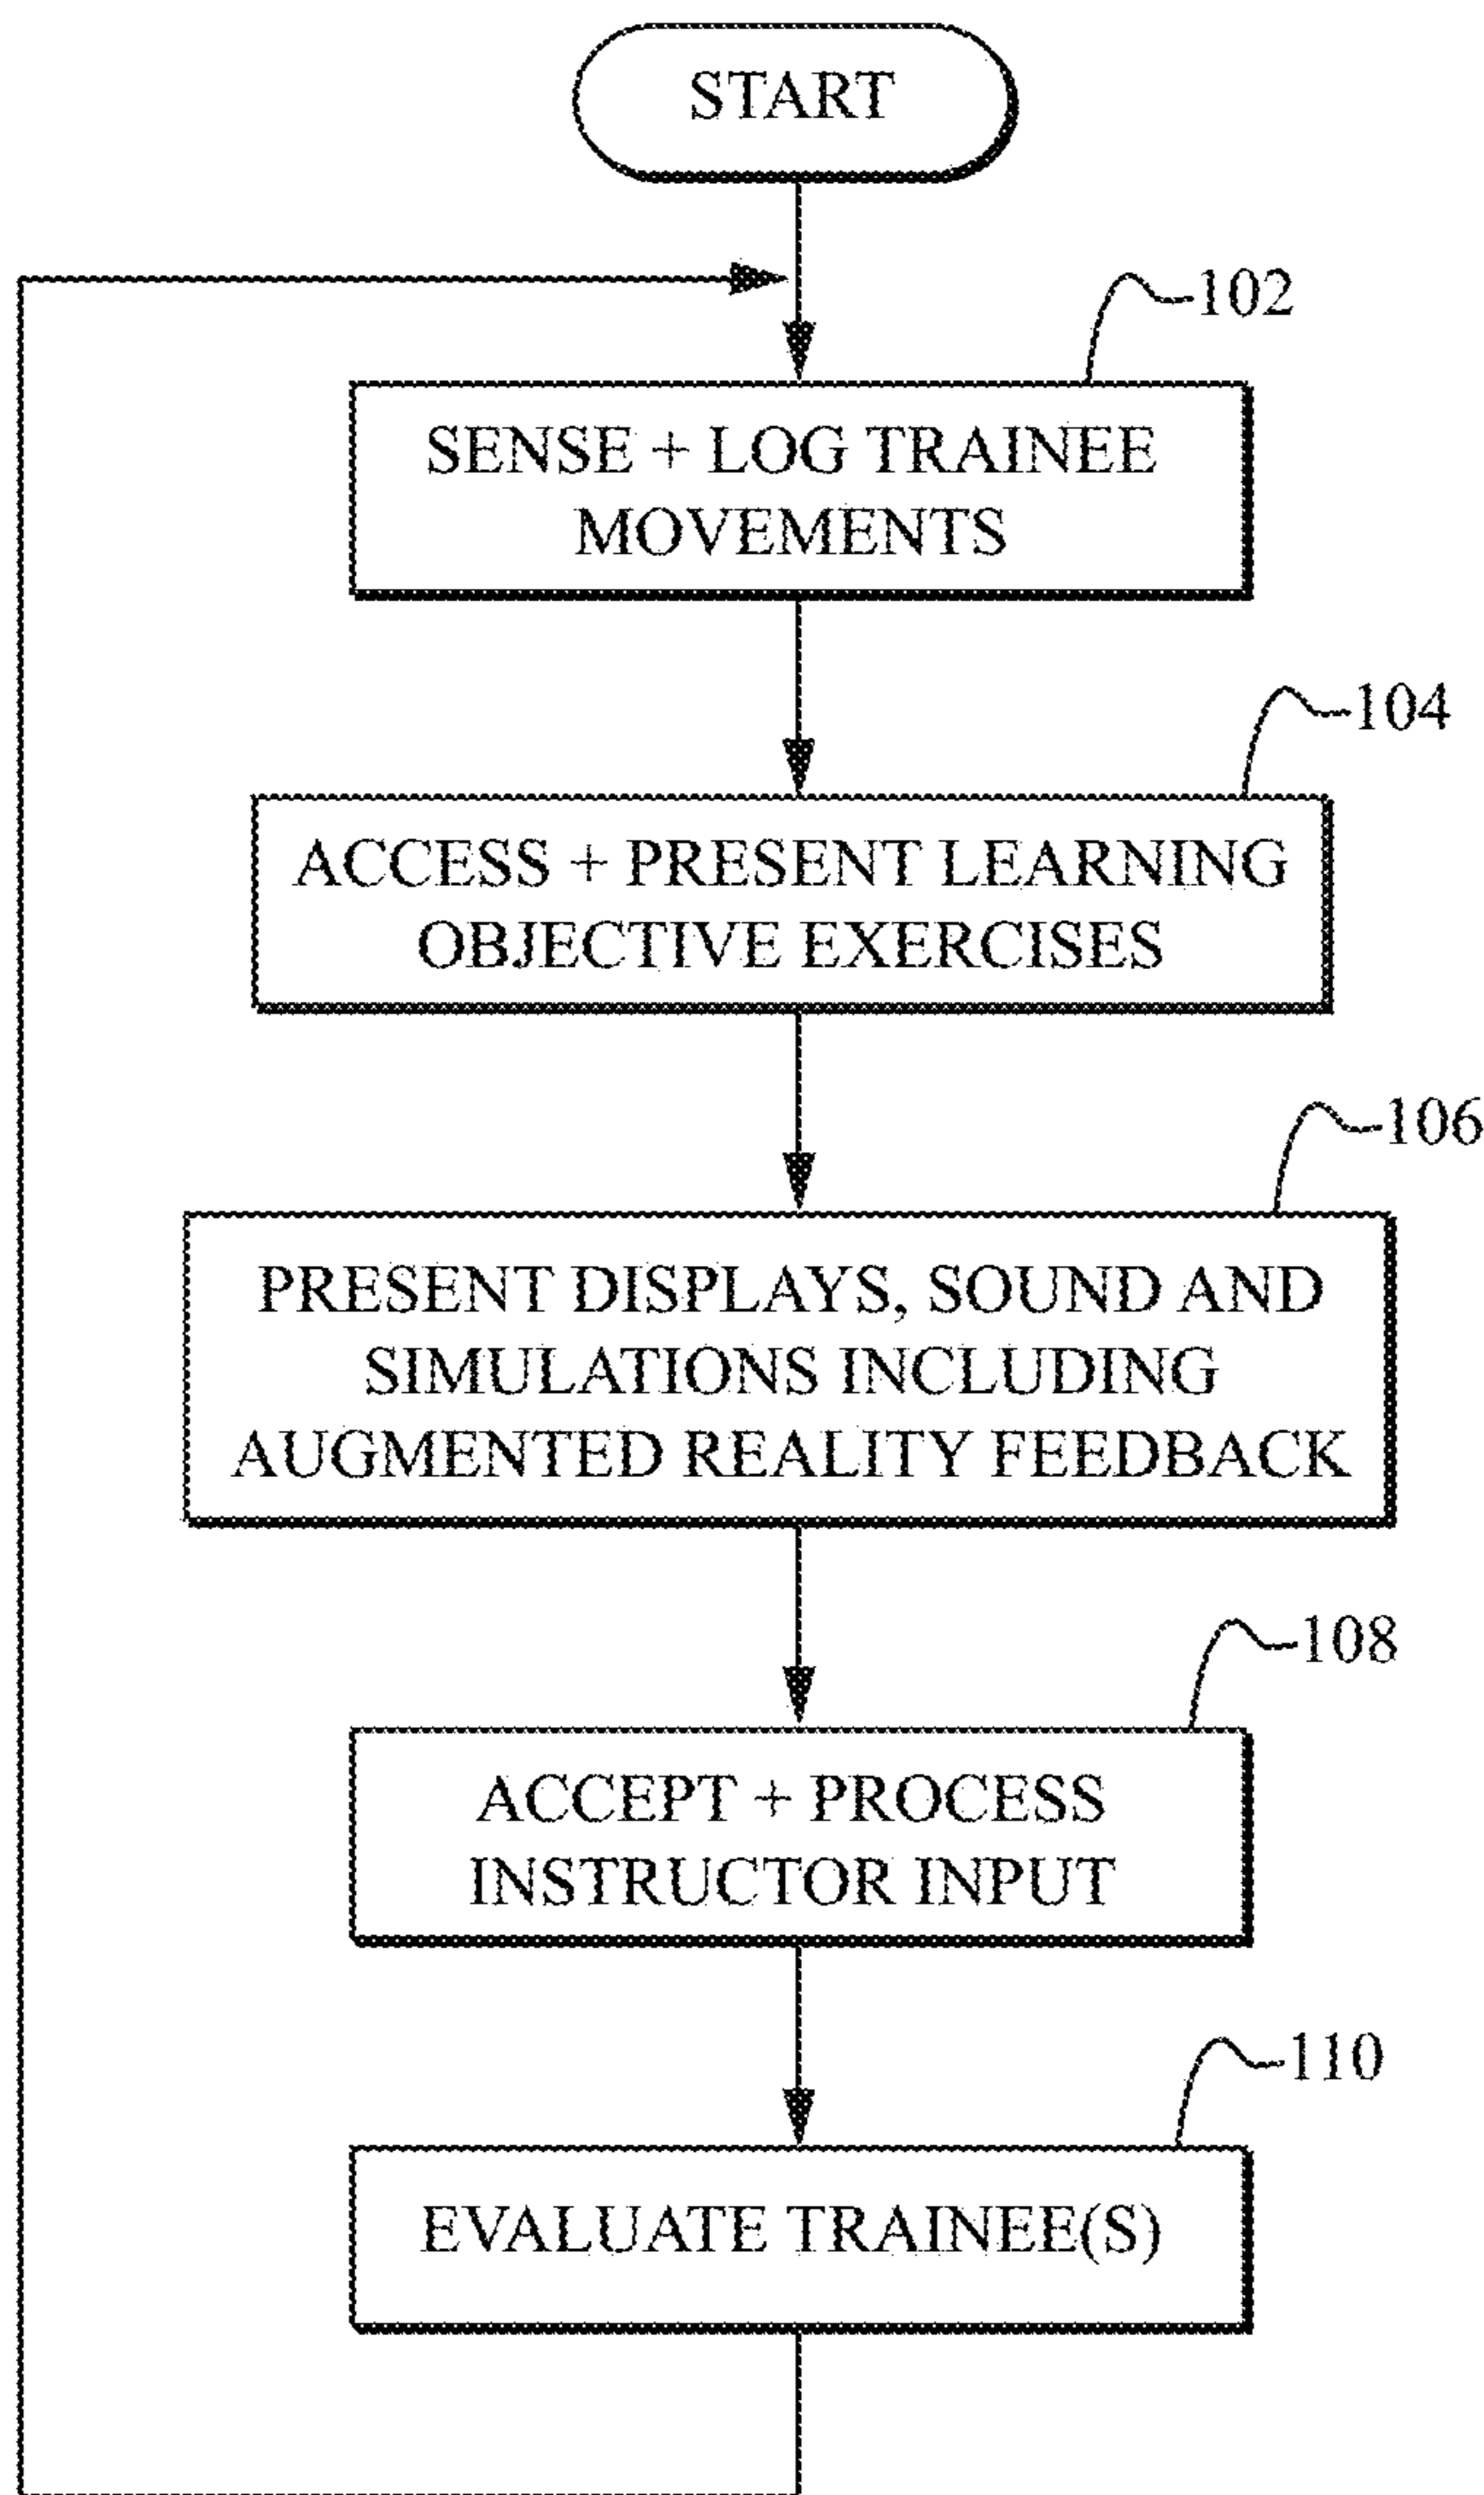 START
102
SENSE + LOG TRAINEE
MOVEMENTS
104
ACCESS + PRESENT LEARNING
OBJECTIVE EXERCISES
106
PRESENT DISPLAYS, SOUND AND
SIMULATIONS INCLUDING
AUGMENTED REALITY FEEDBACK
108
ACCEPT + PROCESS
INSTRUCTOR INPUT
110
EVALUATE TRAINEE(S)